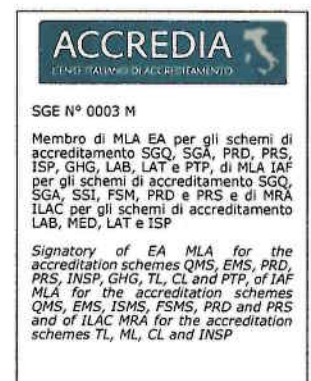 ACCREDIA
L'ENTE ITALIANO DI ACCREDITAMENTO
SGE N° 0003 M
Membro di MLA EA per gli schemi di
accreditamento SGQ, SGA, PRD, PRS,
ISP, GHG, LAB, LAT e PTP, di MLA IAF
per gli schemi di accreditamento SGQ,
SGA, SSI, FSM, PRD e PRS e di MRA
ILAC per gli schemi di accreditamento
LAB, MED, LAT e ISP
Signatory of EA MLA for the
accreditation schemes QMS, EMS, PRD,
PRS, INSP, GHG, TL, CL and PTP, of IAF
MLA for the accreditation schemes
QMS, EMS, ISMS, FSMS, PRD and PRS
and of ILAC MRA for the accreditation
schemes TL, ML, CL and INSP